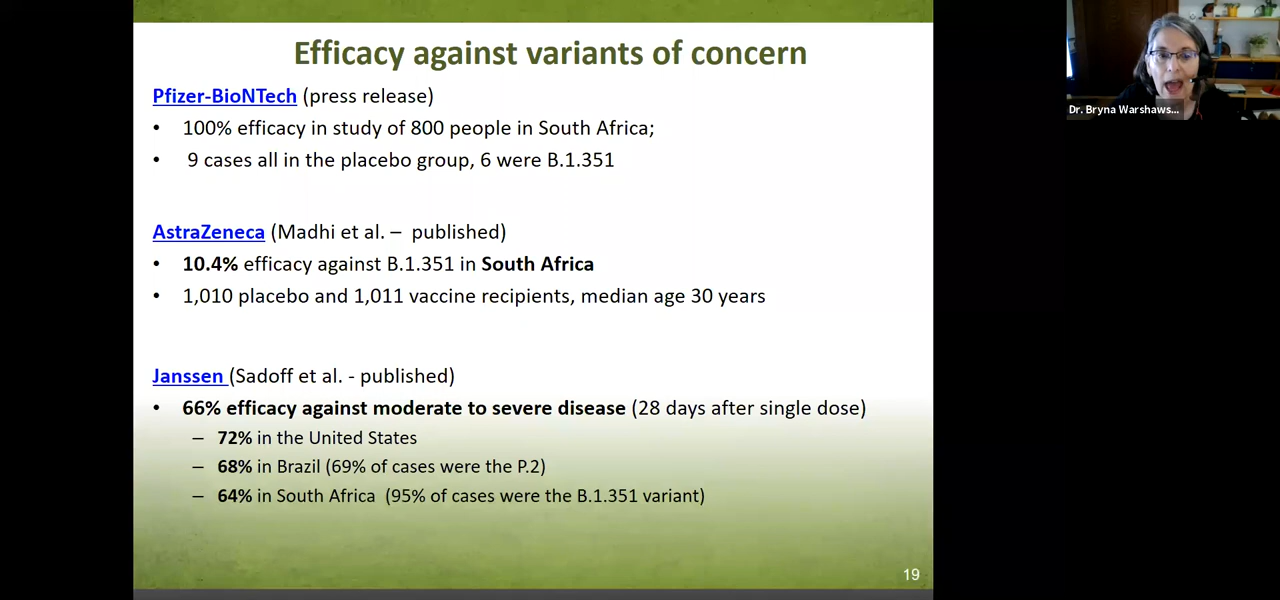 Efficacy against variants of concern
Pfizer-BioNTech (press release)
• 100% efficacy in study of 800 people in South Africa;
• 9 cases all in the placebo group, 6 were B.1.351
AstraZeneca (Madhi et al. – published)
• 10.4% efficacy against B.1.351 in South Africa
• 1,010 placebo and 1,011 vaccine recipients, median age 30 years
Janssen (Sadoff et al. - published)
• 66% efficacy against moderate to severe disease (28 days after single dose)
– 72% in the United States
– 68% in Brazil (69% of cases were the P.2)
– 64% in South Africa (95% of cases were the B.1.351 variant)
19
Dr. Bryna Warshaws...